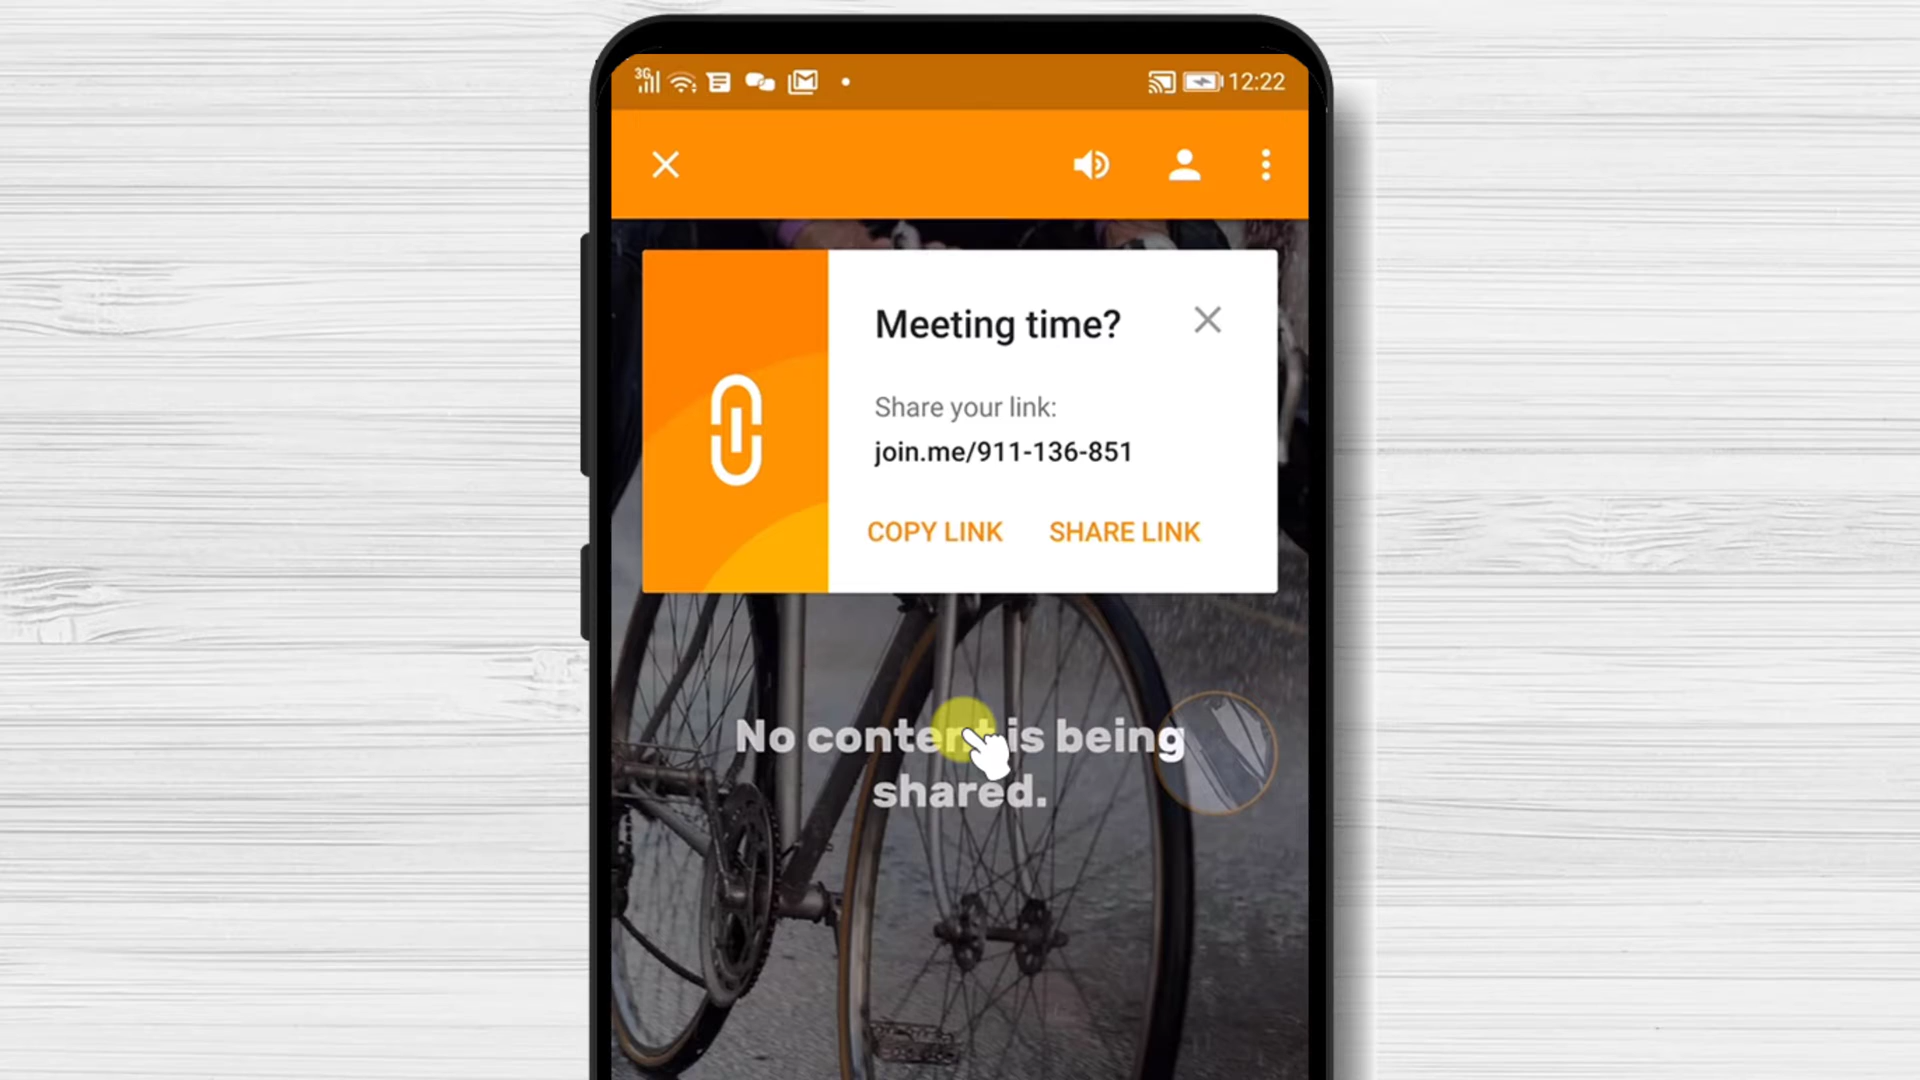 3G 12:22
Meeting time?
Share your link:
join.me/911-136-851
COPY LINK SHARE LINK
No content is being
shared.